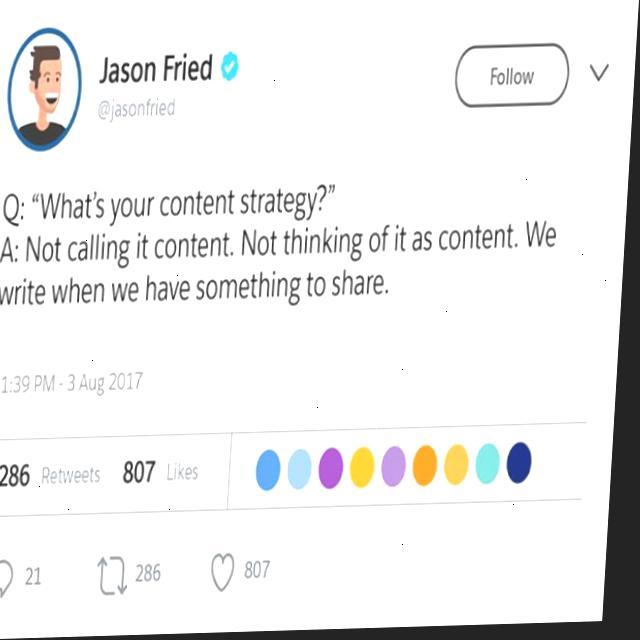 Jason Fried
@jasonfried
Follow
Q: “What’s your content strategy?”
A: Not calling it content. Not thinking of it as content. We
write when we have something to share.
1:39 PM - 3 Aug 2017
286 Retweets 807 Likes
21 286 807